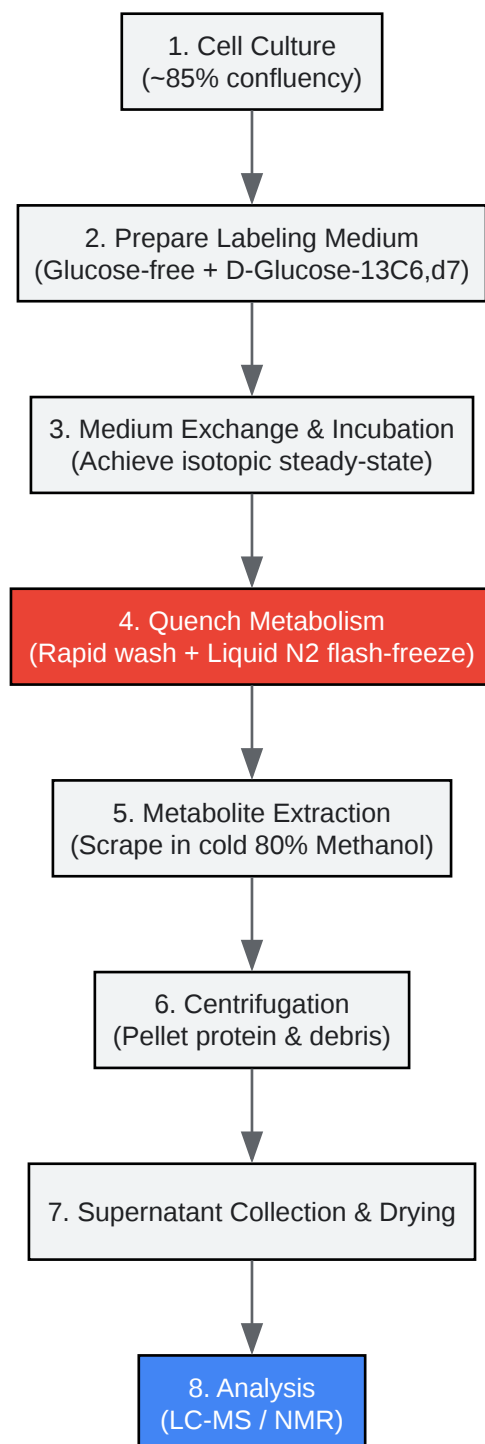 1. Cell Culture
(~85% confluency)
2. Prepare Labeling Medium
(Glucose-free + D-Glucose-13C6,d7)
3. Medium Exchange & Incubation
(Achieve isotopic steady-state)
4. Quench Metabolism
(Rapid wash + Liquid N2 flash-freeze)
5. Metabolite Extraction
(Scrape in cold 80% Methanol)
6. Centrifugation
(Pellet protein & debris)
7. Supernatant Collection & Drying
8. Analysis
(LC-MS / NMR)